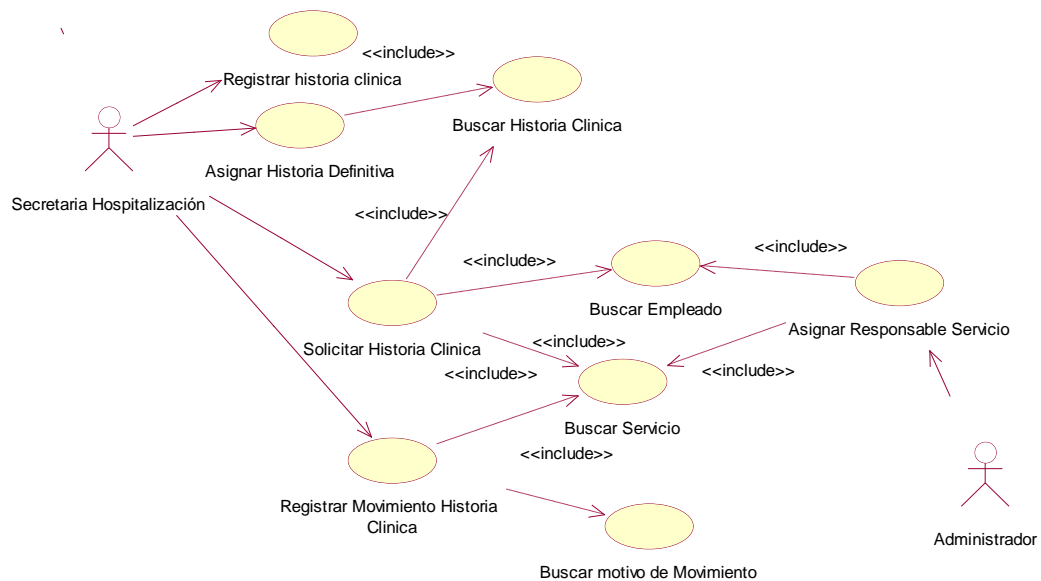 <<include>>
Registrar historia clinica
Buscar Historia Clinica
Asignar Historia Definitiva
Secretaria Hospitalización
<<include>>
<<include>>
<<include>>
Buscar Empleado
Asignar Responsable Servicio
Solicitar Historia Clinica
<<include>>
<<include>>
<<include>>
Buscar Servicio
<<include>>
Registrar Movimiento Historia
Clinica
Administrador
Buscar motivo de Movimiento